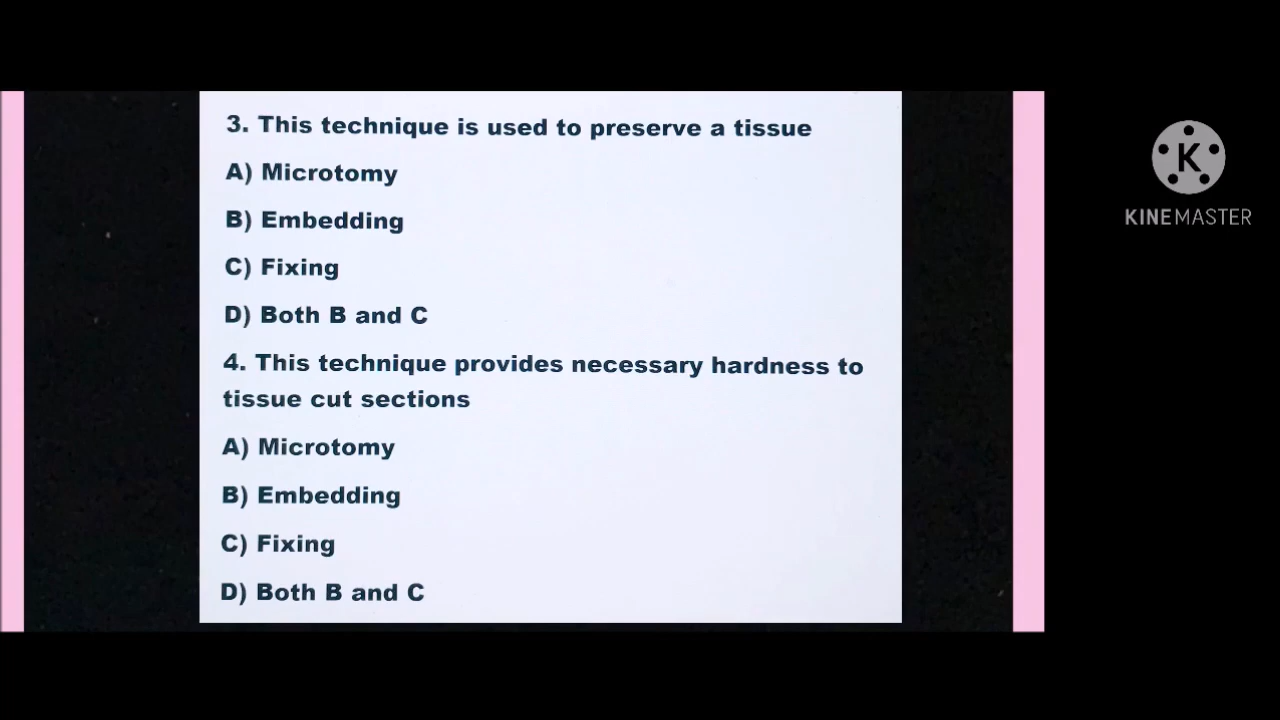 3. This technique is used to preserve a tissue
A) Microtomy
B) Embedding
C) Fixing
D) Both B and C
4. This technique provides necessary hardness to
tissue cut sections
A) Microtomy
B) Embedding
C) Fixing
D) Both B and C
K
KINEMASTER